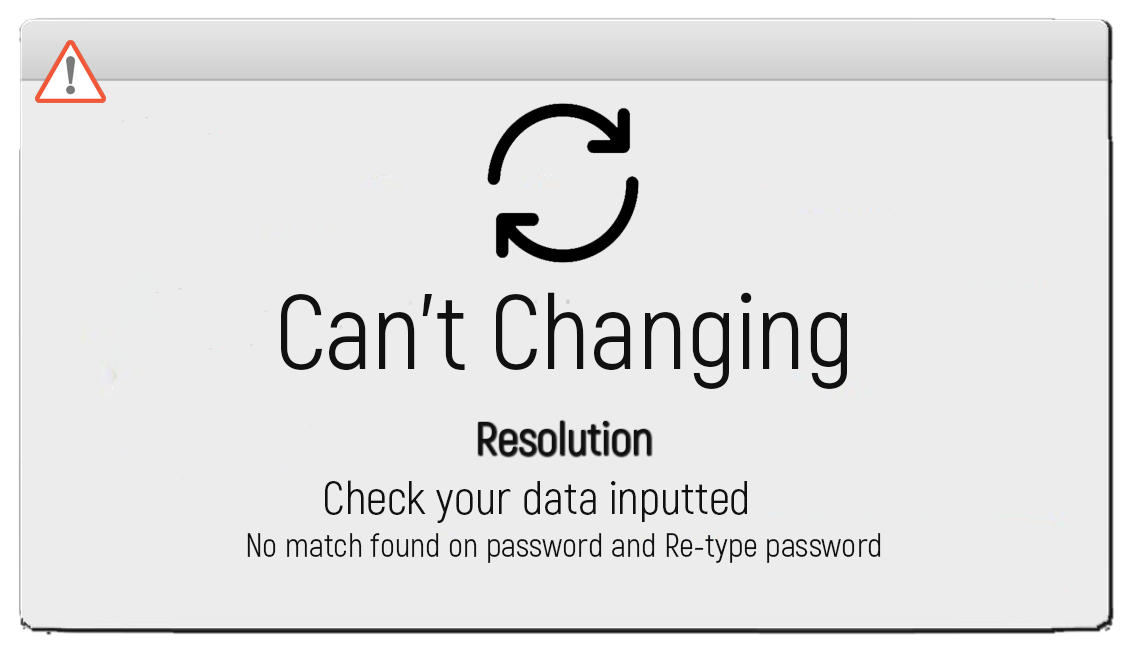 Can't Changing
Resolution
Check your data inputted
No match found on password and Re-type password